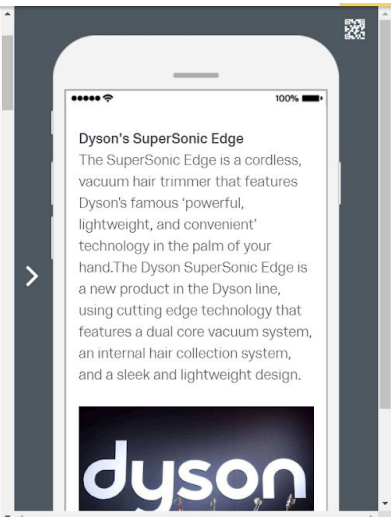 100%
Dyson's SuperSonic Edge
The SuperSonic Edge is a cordless,
vacuum hair trimmer that features
Dyson's famous ‘powerful,
lightweight, and convenient’
technology in the palm of your
hand.The Dyson SuperSonic Edge is
a new product in the Dyson line,
using cutting edge technology that
features a dual core vacuum system,
an internal hair collection system,
and a sleek and lightweight design.
dyson